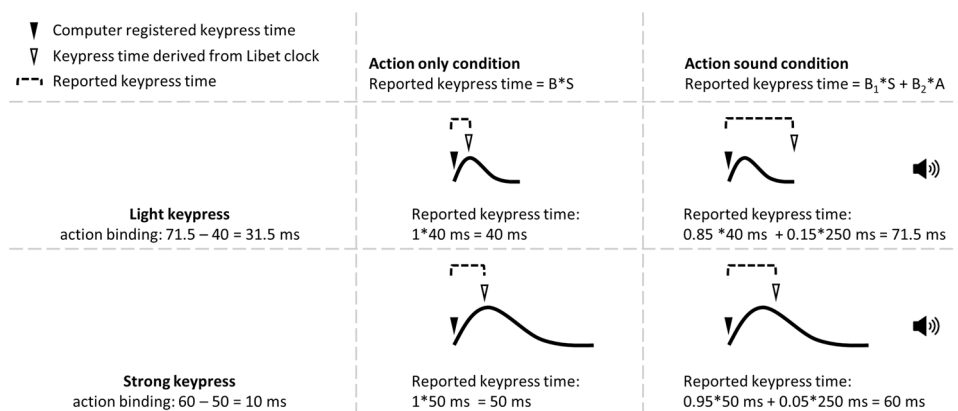 Computer registered keypress time
Keypress time derived from Libet clock
Reported keypress time
Action only condition
Reported keypress time = B*S
Action sound condition
Reported keypress time = B₁*S + B₂*A
Light keypress
action binding: 71.5 – 40 = 31.5 ms
Reported keypress time:
1*40 ms = 40 ms
Reported keypress time:
0.85 *40 ms + 0.15*250 ms = 71.5 ms
Strong keypress
action binding: 60 – 50 = 10 ms
Reported keypress time:
1*50 ms = 50 ms
Reported keypress time:
0.95*50 ms + 0.05*250 ms = 60 ms